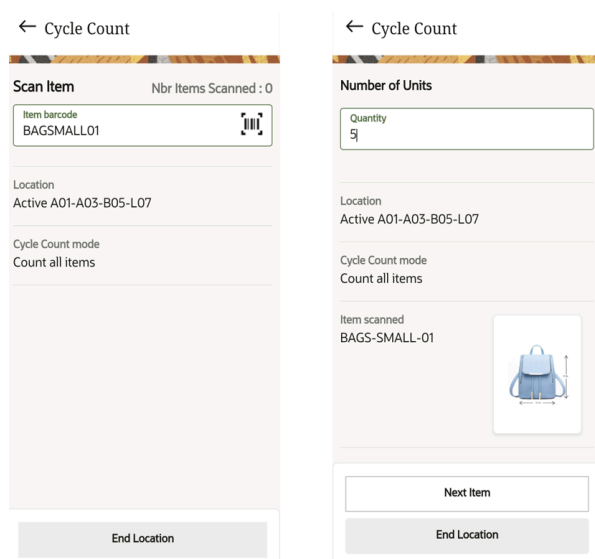 Cycle Count
Scan Item
Nbr Items Scanned : 0
Item barcode
BAGSMALL01
Location
Active A01-A03-B05-L07
Cycle Count mode
Count all items
End Location
Cycle Count
Number of Units
Quantity
5
Location
Active A01-A03-B05-L07
Cycle Count mode
Count all items
Item scanned
BAGS-SMALL-01
Next Item
End Location